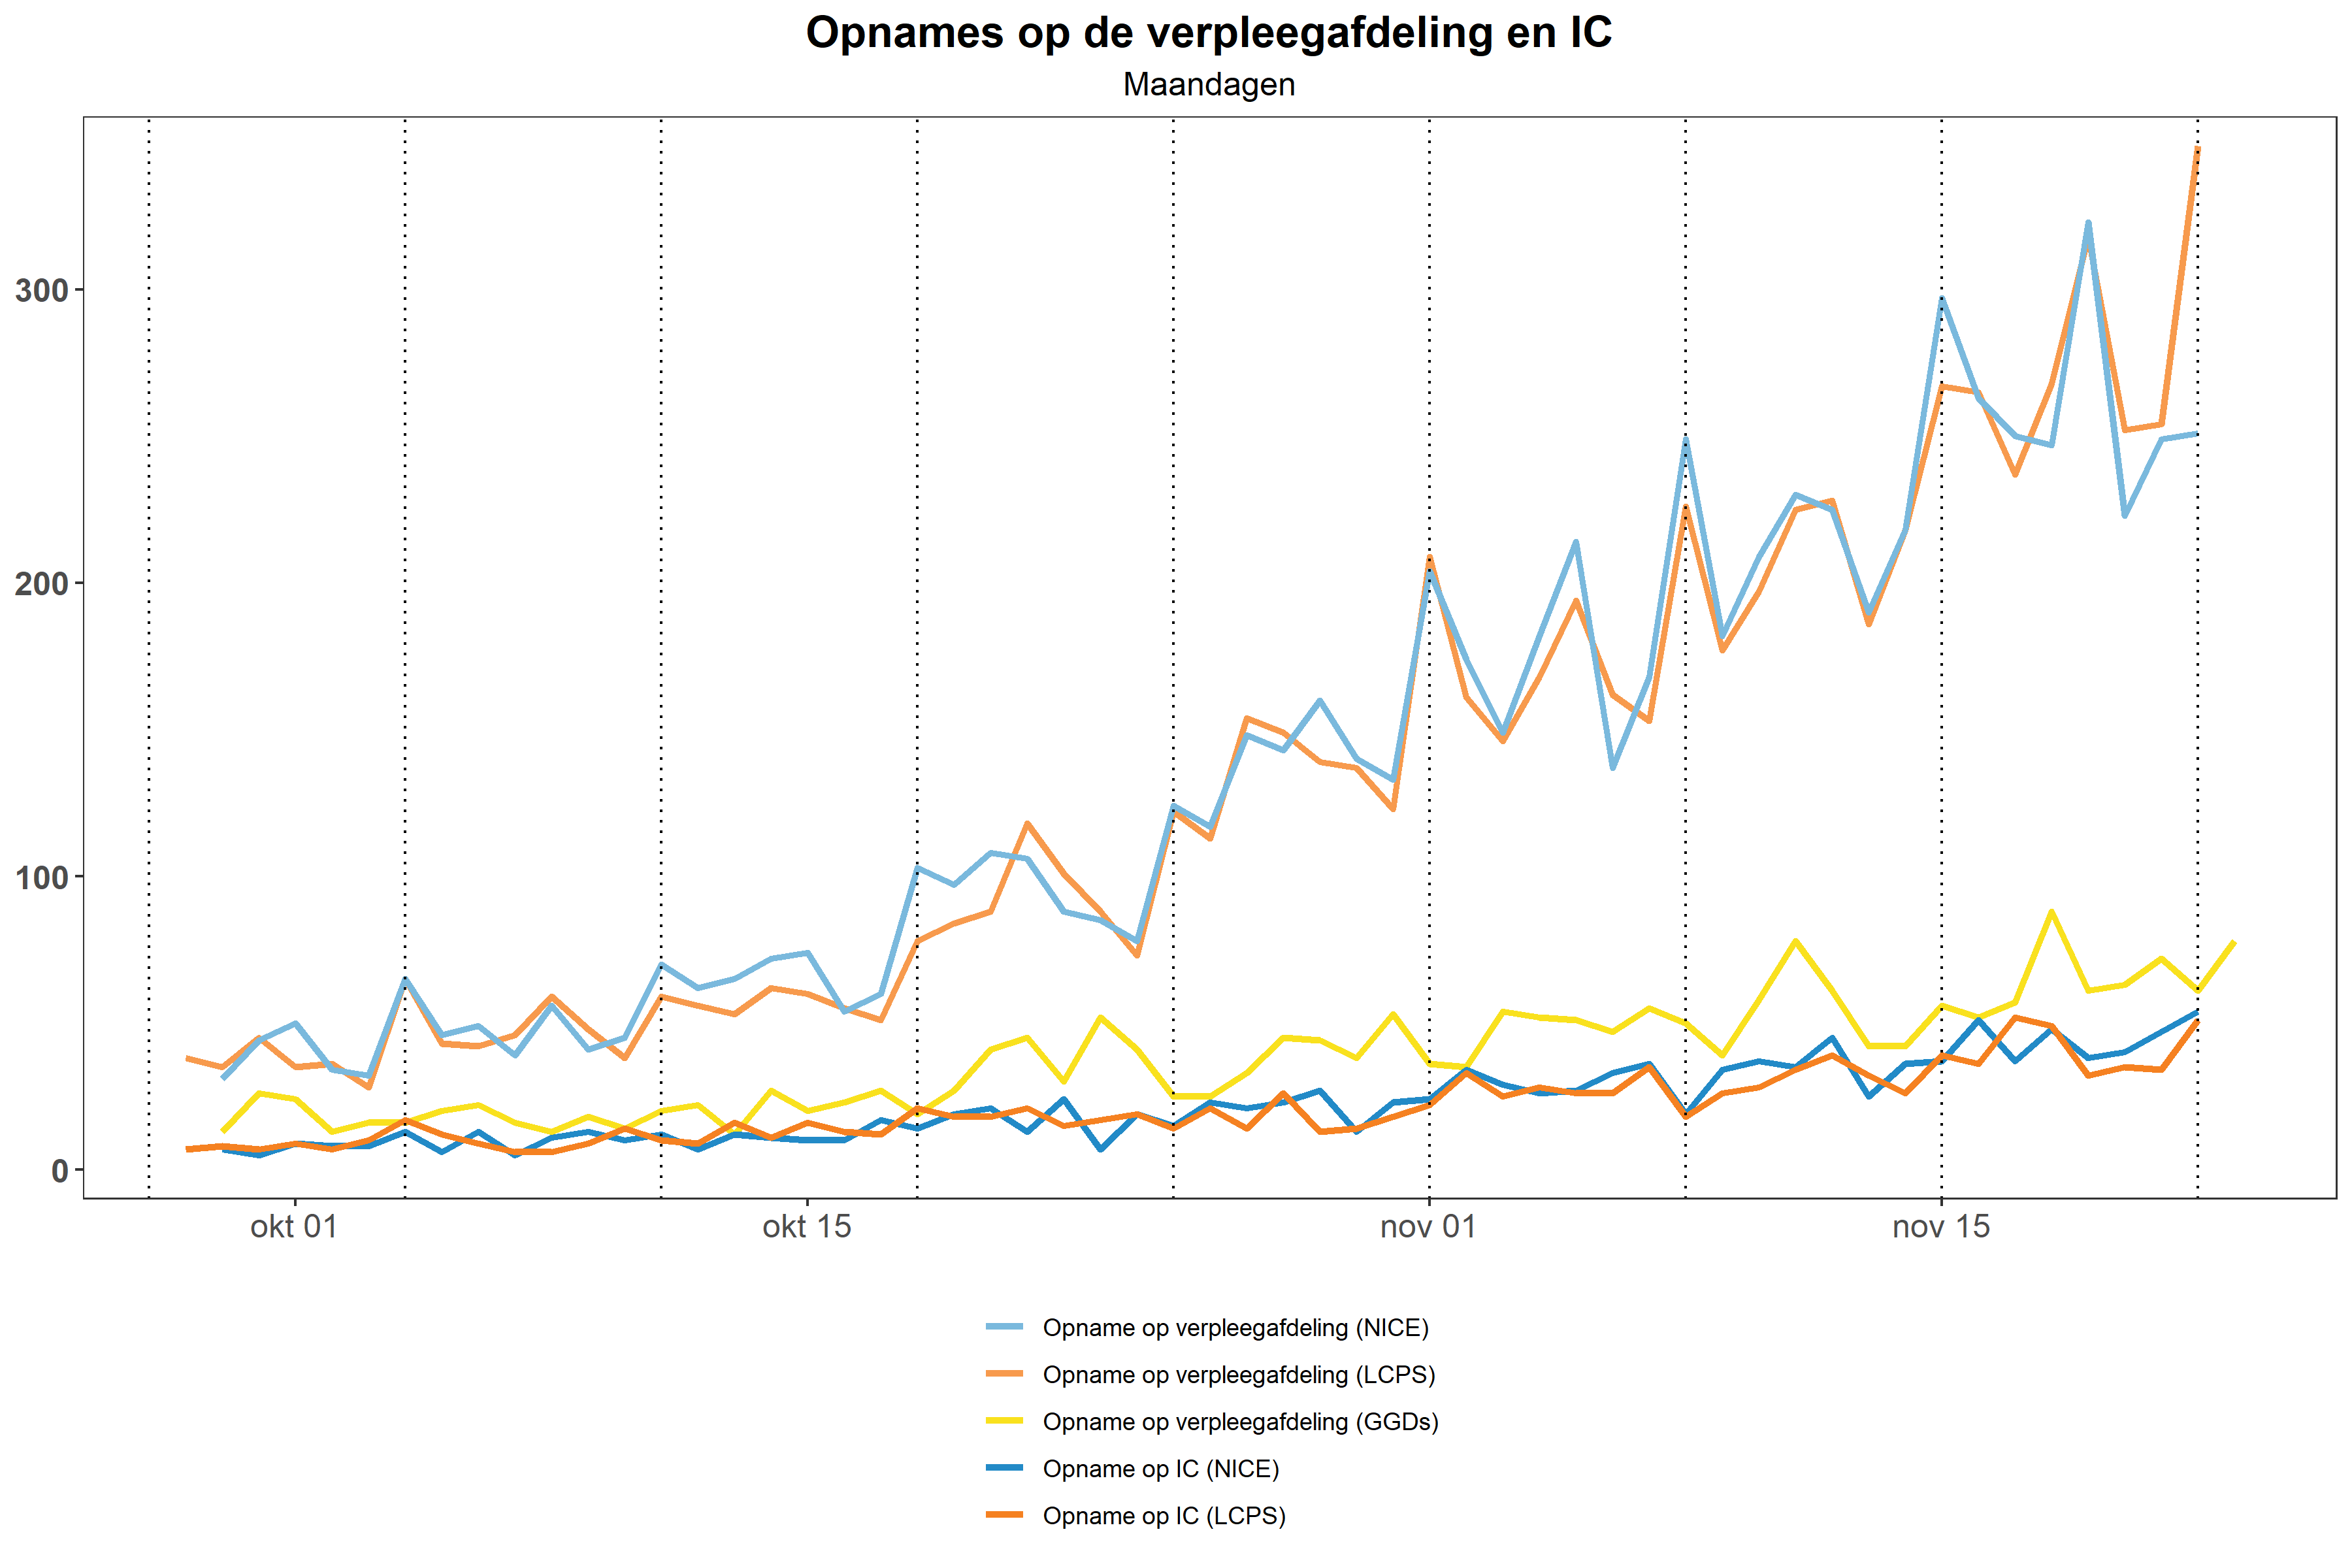 Opnames op de verpleegafdeling en IC
Maandagen
300
200
100
0
okt 01 okt 15 nov 01 nov 15
Opname op verpleegafdeling (NICE)
Opname op verpleegafdeling (LCPS)
Opname op verpleegafdeling (GGDs)
Opname op IC (NICE)
Opname op IC (LCPS)